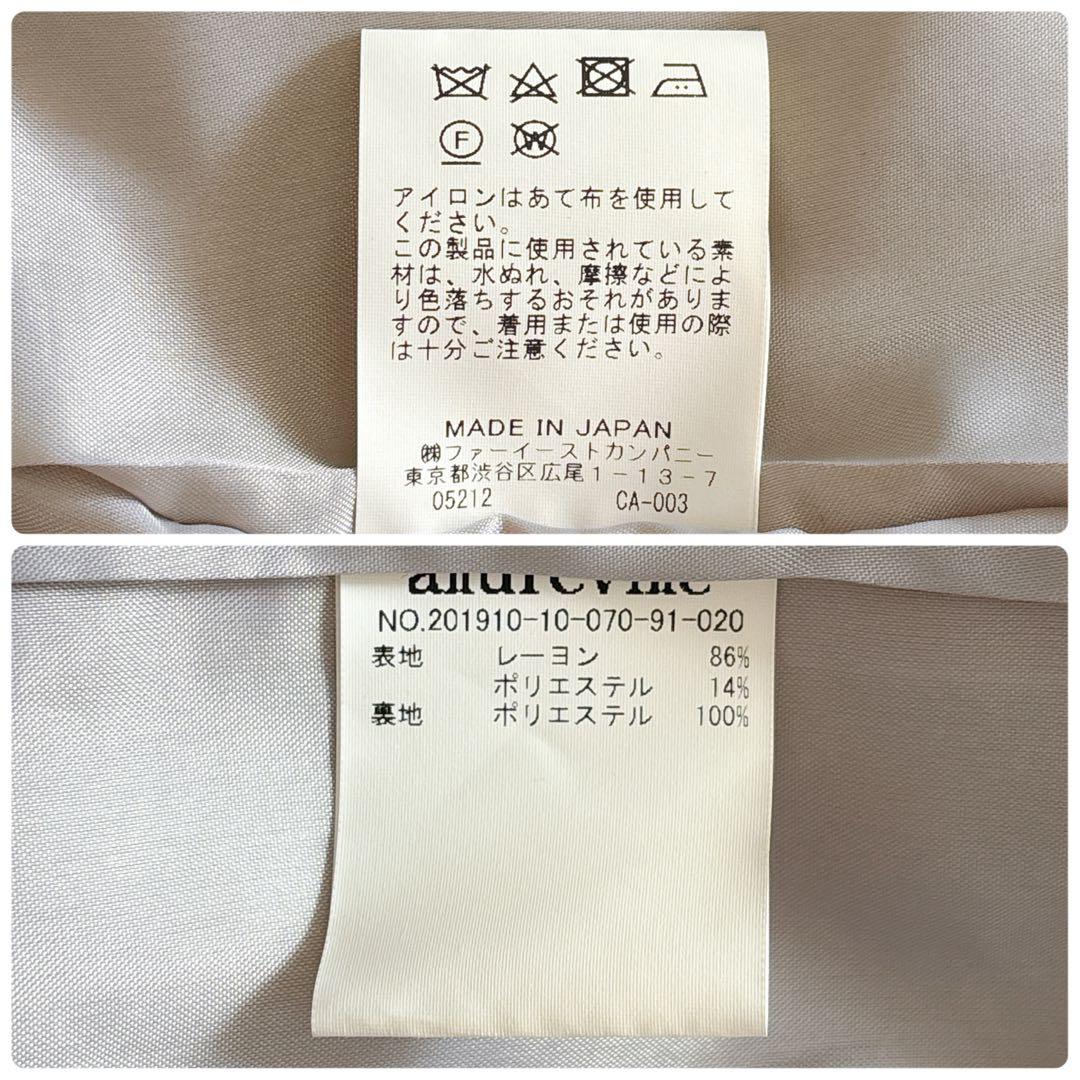 F
W
アイロンはあて布を使用して
ください。
この製品に使用されている素
材は、水ぬれ、摩擦などによ
り色落ちするおそれがありま
すので、着用または使用の際
は十分ご注意ください。
MADE IN JAPAN
㈱ファーイーストカンパニー
東京都渋谷区広尾1-13-7
05212 CA-003
allureville
NO.201910-10-070-91-020
表地 レーヨン 86%
ポリエステル 14%
裏地 ポリエステル 100%